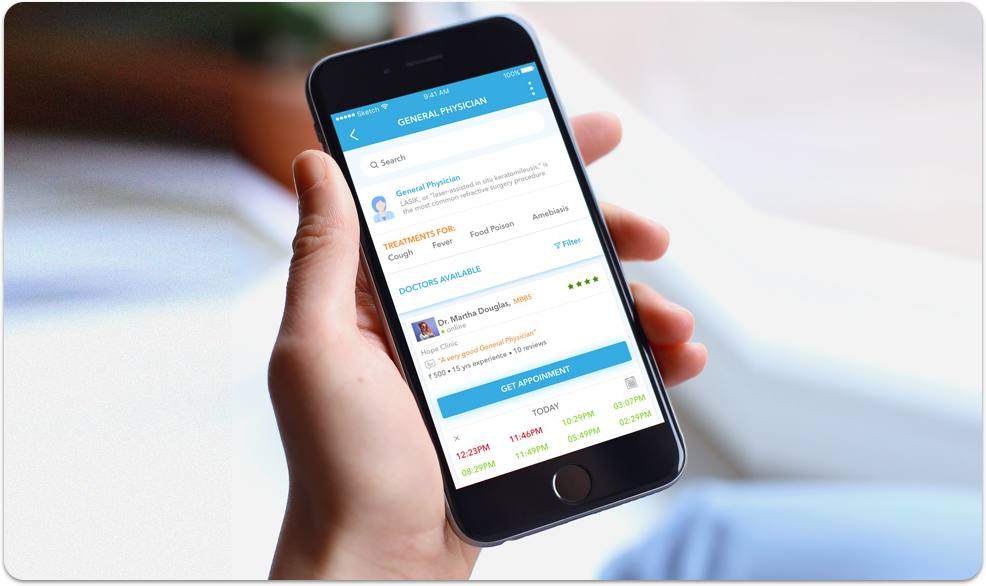 Sketch 9:41 AM 100%
GENERAL PHYSICIAN
Search
General Physician
LASIK, or "laser-assisted in situ keratomileusis," is
the most common refractive surgery procedure.
TREATMENTS FOR:
Cough Fever Food Poison Amebiasis
DOCTORS AVAILABLE Filter
Dr. Martha Douglas, MBBS
online
Hope Clinic
"A very good General Physician"
₹ 500 • 15 yrs experience • 10 reviews
GET APPOINMENT
TODAY
12:23PM 11:46PM 10:29PM 03:07PM
08:29PM 11:49PM 05:49PM 02:29PM